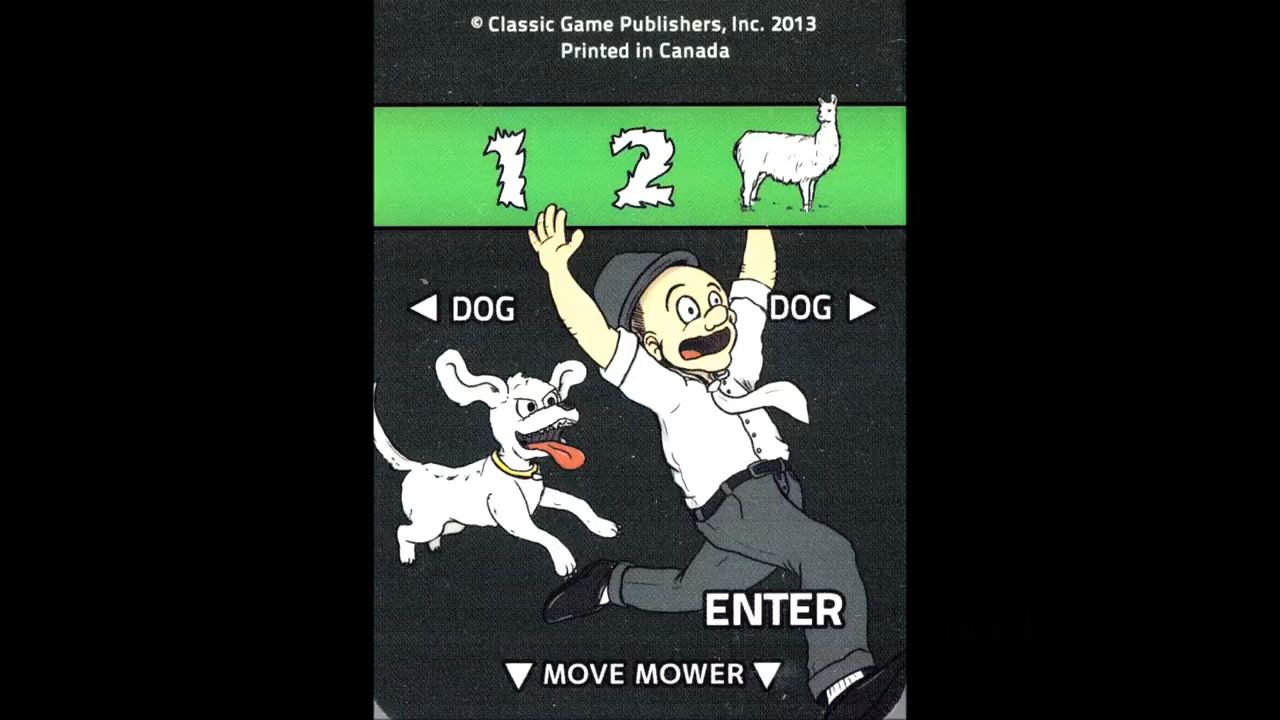 © Classic Game Publishers, Inc. 2013
Printed in Canada
1 2
◀ DOG DOG ▶
ENTER
▼ MOVE MOWER ▼